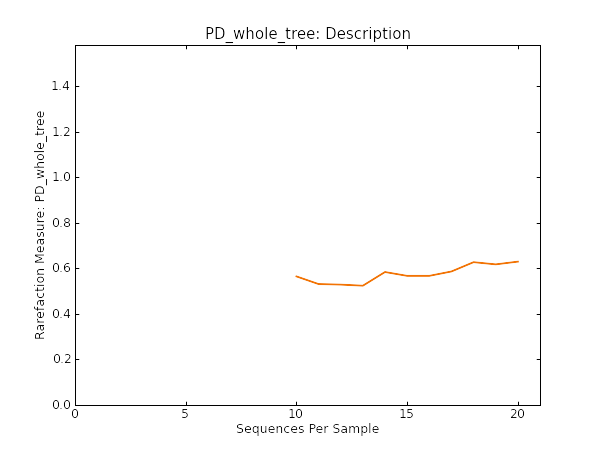 PD_whole_tree: Description
Rarefaction Measure: PD_whole_tree
1.4
1.2
1.0
0.8
0.6
0.4
0.2
0.0
0 5 10 15 20
Sequences Per Sample